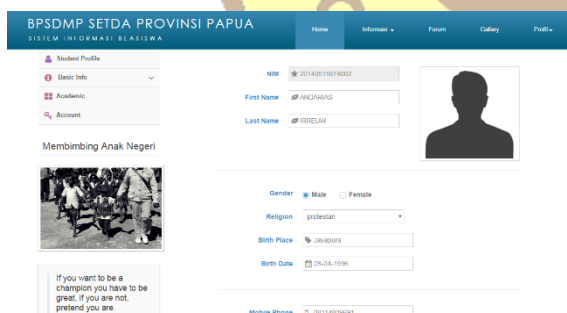 BPSDMP SETDA PROVINSI PAPUA
SISTEM INFORMASI BEASISWA
Home Informasi Forum Gallery Profil
Student Profile
Basic Info
Academic
Account
Membimbing Anak Negeri
If you want to be a
champion you have to be
great, if you are not,
pretend you are.
NIM
First Name ANDARIAS
Last Name IRREUW
Gender Male Female
Religion protestan
Birth Place Jayapura
Birth Date 28-04-1996
Mobile Phone